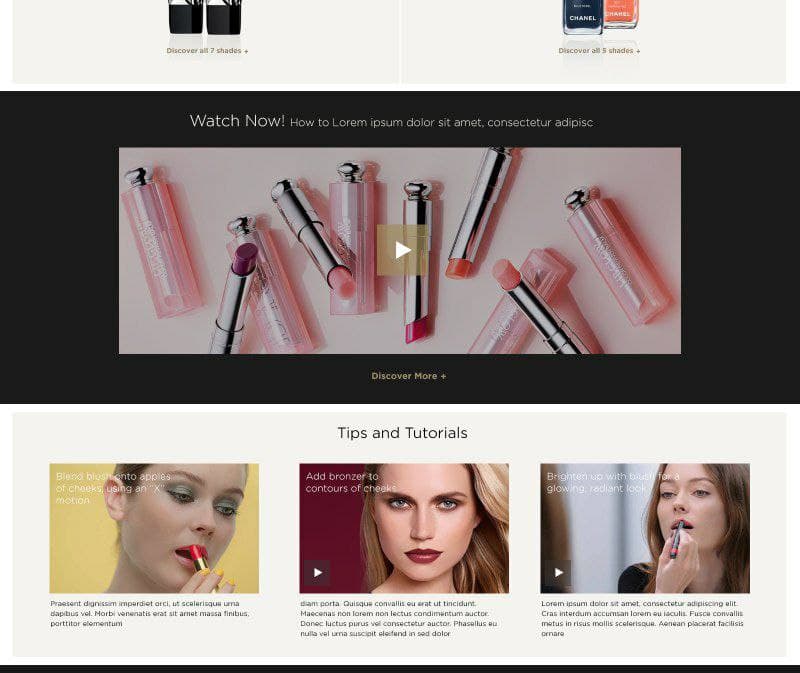 CHANEL
CHANEL
Discover all 7 shades +
Discover all 5 shades +
Watch Now! How to Lorem ipsum dolor sit amet, consectetur adipisc
Discover More +
Tips and Tutorials
Blend blush onto apples
of cheeks, using an “X”
motion
Add bronzer to
contours of cheeks
Brighten up with blush for a
glowing, radiant look
Praesent dignissim imperdiet orci, ut scelerisque urna
dapibus vel. Morbi venenatis erat sit amet massa finibus,
porttitor elementum
diam porta. Quisque convallis eu erat ut tincidunt.
Maecenas non lorem non lectus condimentum auctor.
Donec luctus purus vel consectetur auctor. Phasellus eu
nulla vel urna suscipit eleifend in sed dolor
Lorem ipsum dolor sit amet, consectetur adipiscing elit.
Cras interdum accumsan lorem eu iaculis. Fusce convallis
metus in risus mollis scelerisque. Aenean placerat facilisis
ornare